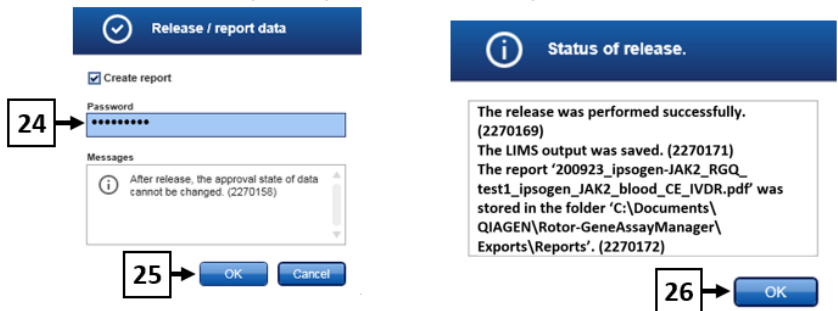 Release / report data
Create report
Password
24
•••••••••
Messages
After release, the approval state of data
cannot be changed. (2270158)
25
OK
Cancel
Status of release.
The release was performed successfully.
(2270169)
The LIMS output was saved. (2270171)
The report ‘200923_ipsogen-JAK2_RGQ_
test1_ipsogen_JAK2_blood_CE_IVDR.pdf’ was
stored in the folder ‘C:\Documents\
QIAGEN\Rotor-GeneAssayManager\
Exports\Reports’. (2270172)
26
OK